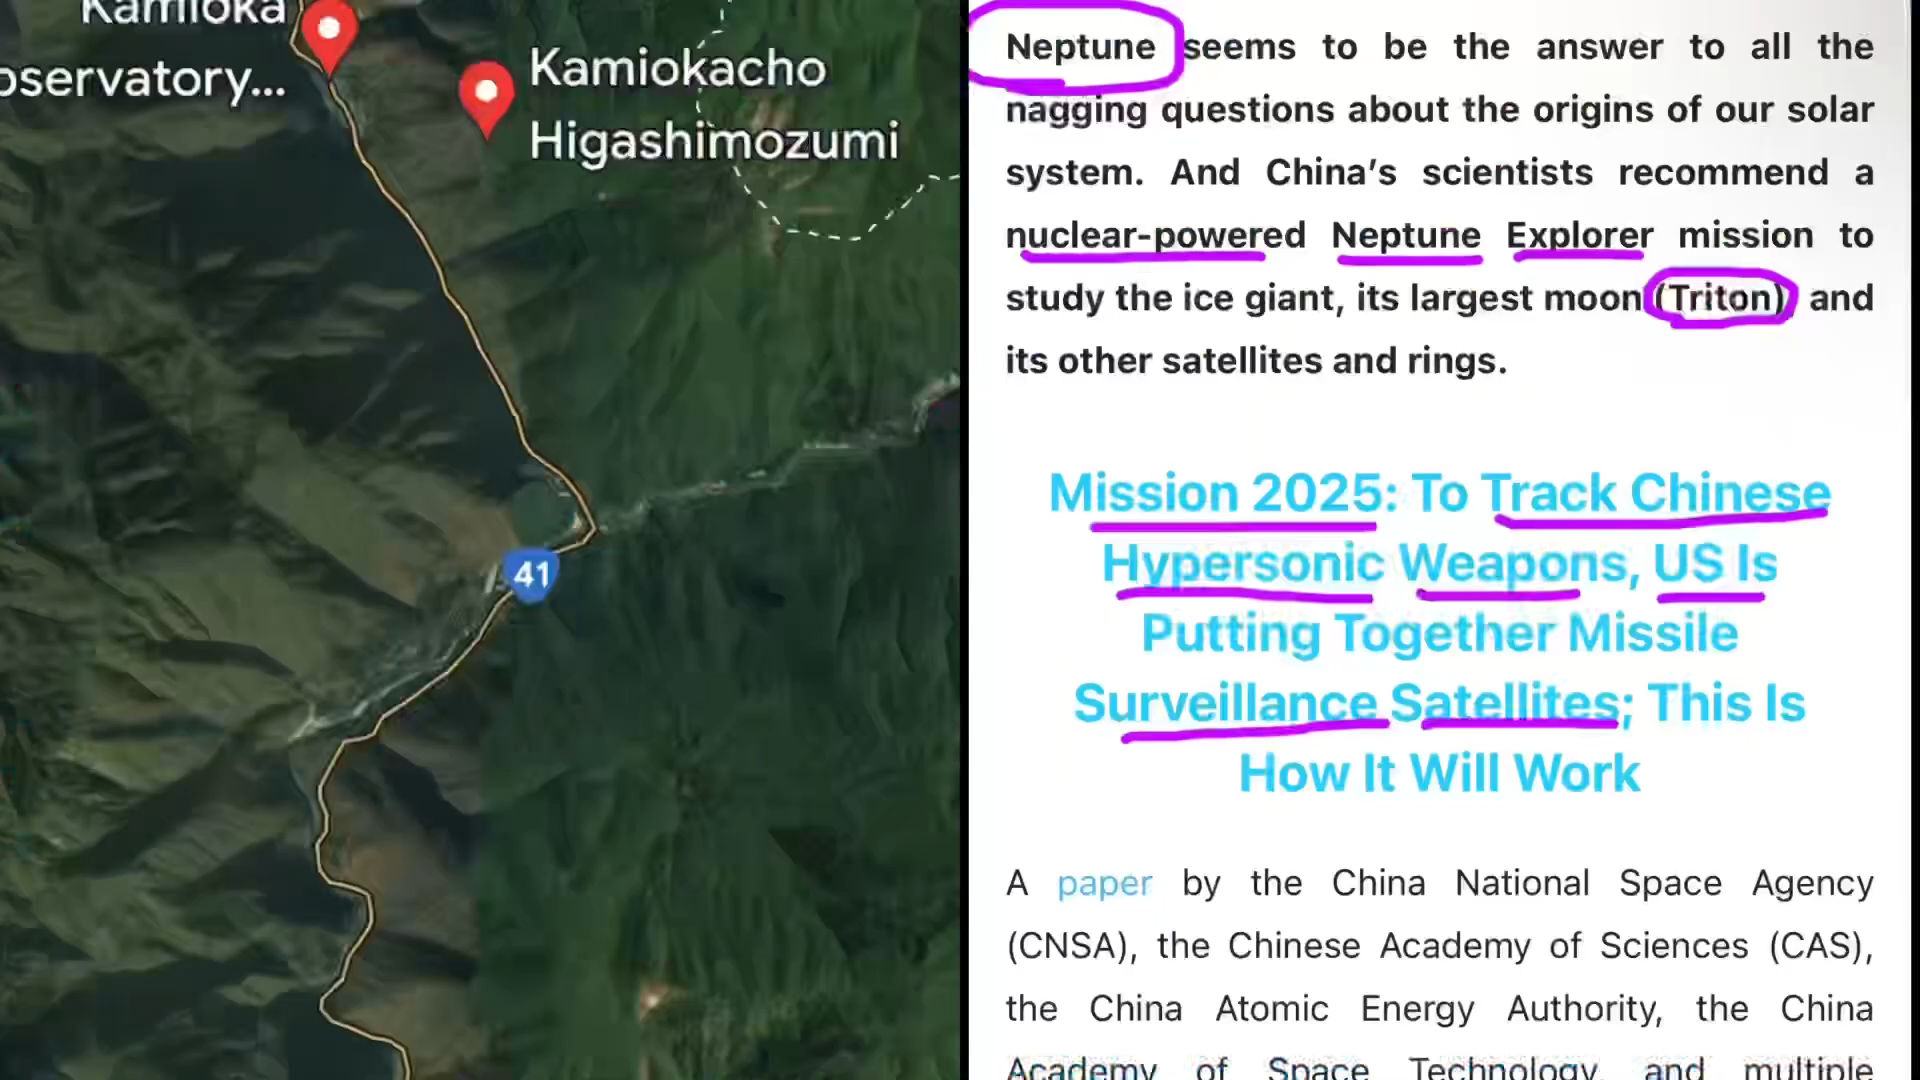 Kamioka
bservatory...
Kamiokacho
Higashimozumi
41
Neptune seems to be the answer to all the
nagging questions about the origins of our solar
system. And China’s scientists recommend a
nuclear-powered Neptune Explorer mission to
study the ice giant, its largest moon (Triton), and
its other satellites and rings.
Mission 2025: To Track Chinese
Hypersonic Weapons, US Is
Putting Together Missile
Surveillance Satellites; This Is
How It Will Work
A paper by the China National Space Agency
(CNSA), the Chinese Academy of Sciences (CAS),
the China Atomic Energy Authority, the China
Academy of Space Technology, and multiple